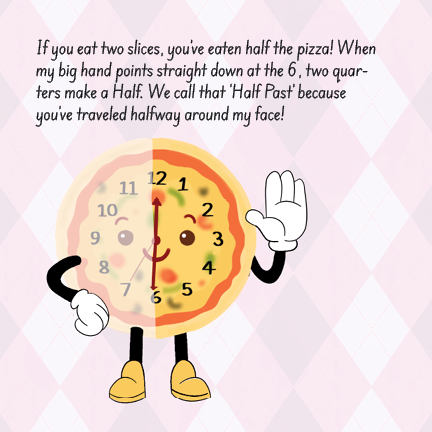 If you eat two slices, you've eaten half the pizza! When
my big hand points straight down at the 6, two quar-
ters make a Half. We call that 'Half Past' because
you've traveled halfway around my face!
12
11 1
10 2
9 3
8 4
7 5
6